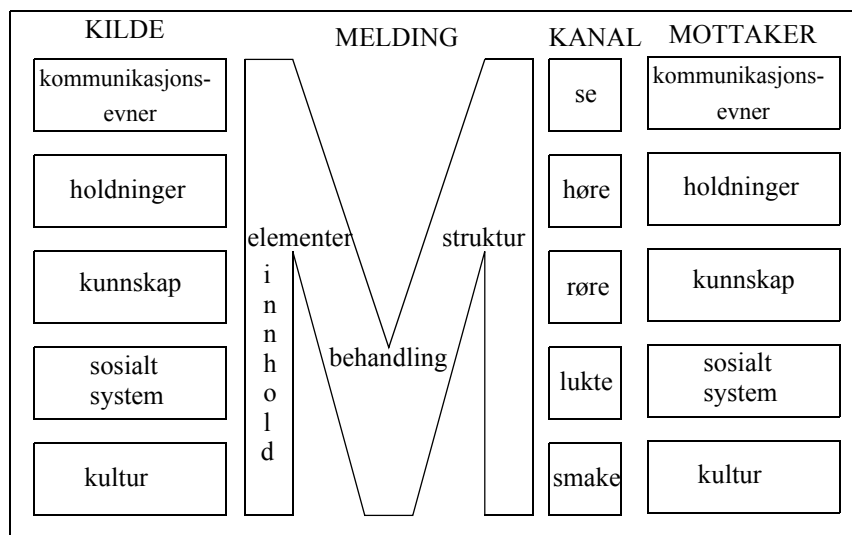 KILDE
kommunikasjons-
evner
holdninger
kunnskap
sosialt
system
kultur
MELDING
elementer
struktur
innhold
behandling
KANAL
se
høre
røre
lukte
smake
MOTTAKER
kommunikasjons-
evner
holdninger
kunnskap
sosialt
system
kultur